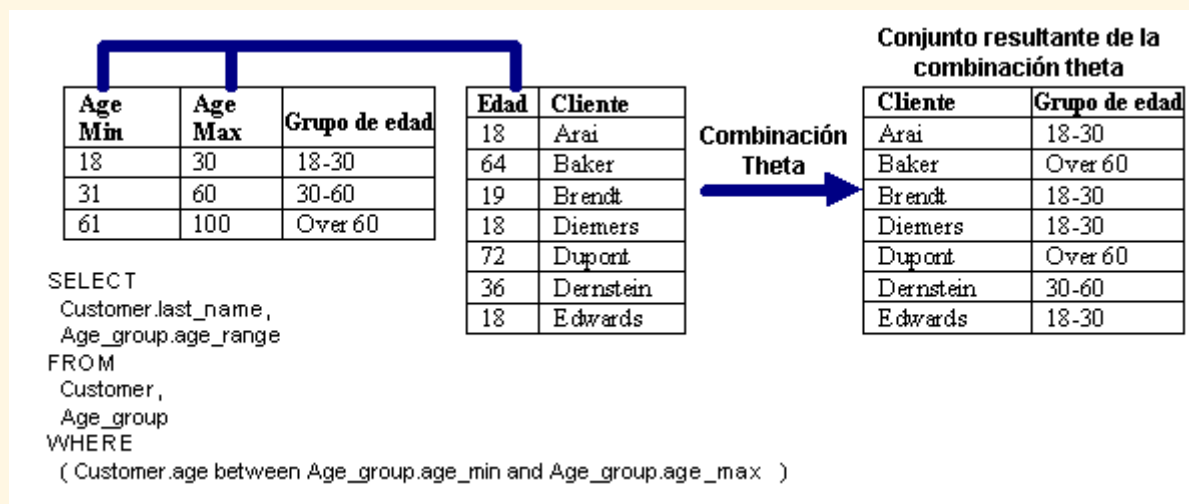 Conjunto resultante de la
combinación theta
Age Min Age Max Grupo de edad
18 30 18-30
31 60 30-60
61 100 Over 60
Edad Cliente
18 Arai
64 Baker
19 Brendt
18 Diemers
72 Dupont
36 Dernstein
18 Edwards
Combinación
Theta
Cliente Grupo de edad
Arai 18-30
Baker Over 60
Brendt 18-30
Diemers 18-30
Dupont Over 60
Dernstein 30-60
Edwards 18-30
SELECT
Customer.last_name,
Age_group.age_range
FROM
Customer,
Age_group
WHERE
( Customer.age between Age_group.age_min and Age_group.age_max )